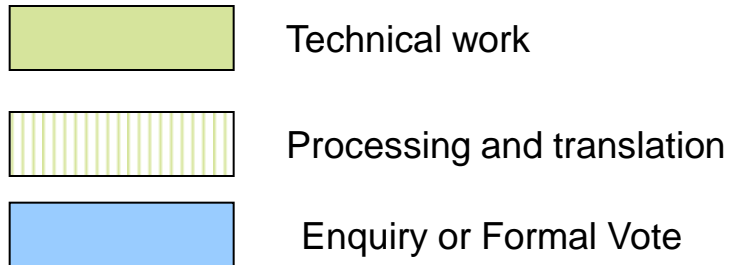 Technical work
Processing and translation
Enquiry or Formal Vote